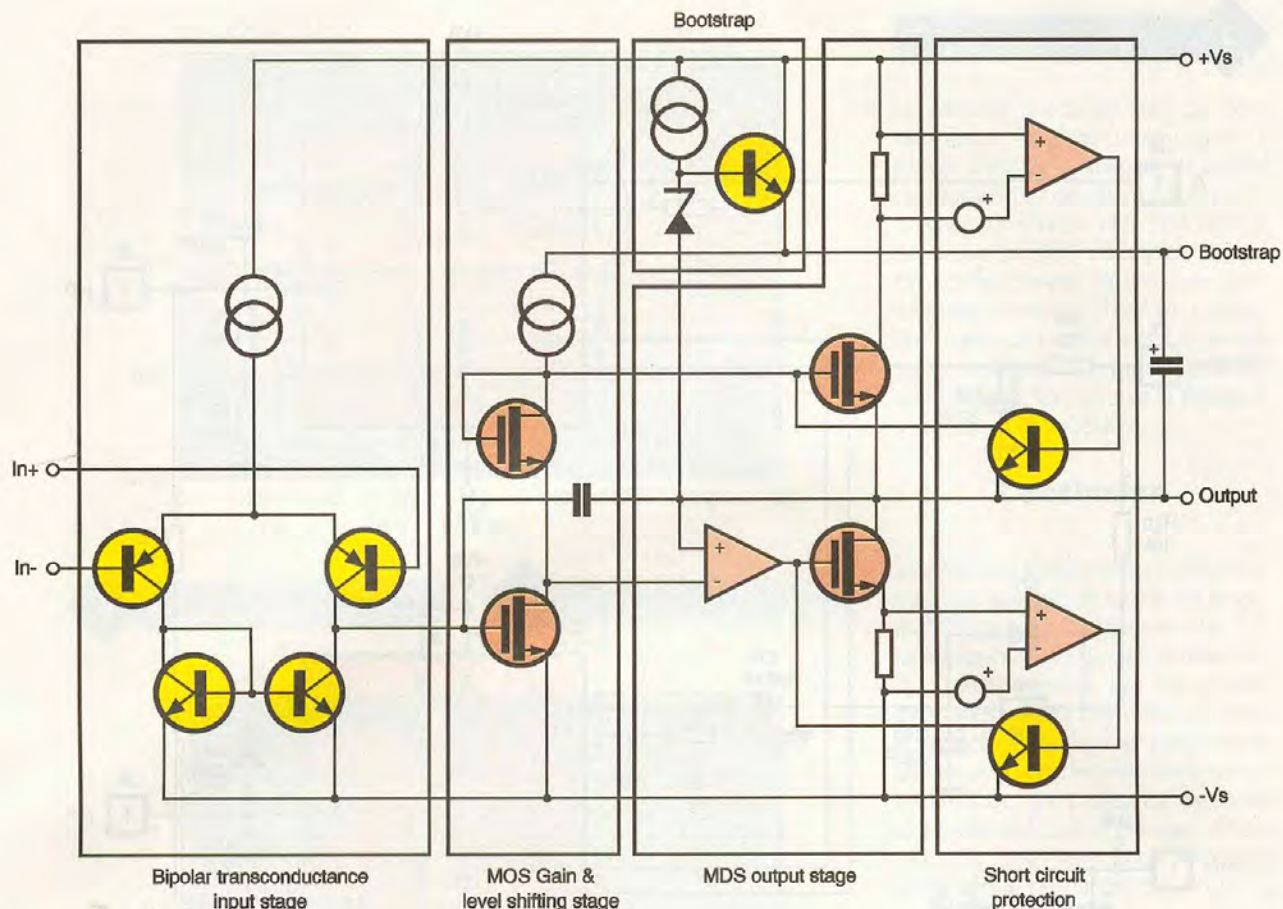 Bootstrap
+Vs
+
-
+
Bootstrap
+
In+
Output
In-
+
-
+
-
+
-Vs
Bipolar transconductance
input stage
MOS Gain &
level shifting stage
MDS output stage
Short circuit
protection